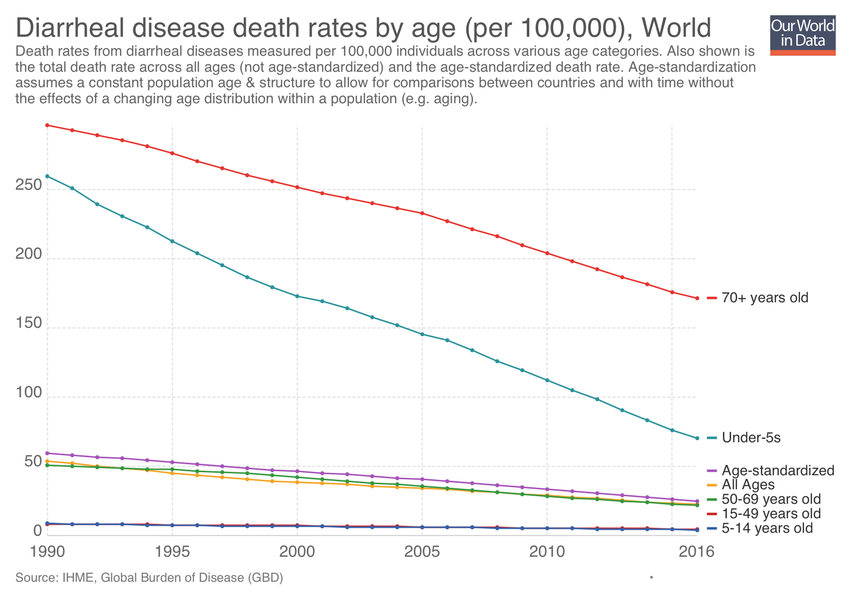 Diarrheal disease death rates by age (per 100,000), World
Our World
in Data
Death rates from diarrheal diseases measured per 100,000 individuals across various age categories. Also shown is
the total death rate across all ages (not age-standardized) and the age-standardized death rate. Age-standardization
assumes a constant population age & structure to allow for comparisons between countries and with time without
the effects of a changing age distribution within a population (e.g. aging).
250
200
150
100
50
0
70+ years old
Under-5s
Age-standardized
All Ages
50-69 years old
15-49 years old
5-14 years old
1990 1995 2000 2005 2010 2016
Source: IHME, Global Burden of Disease (GBD)